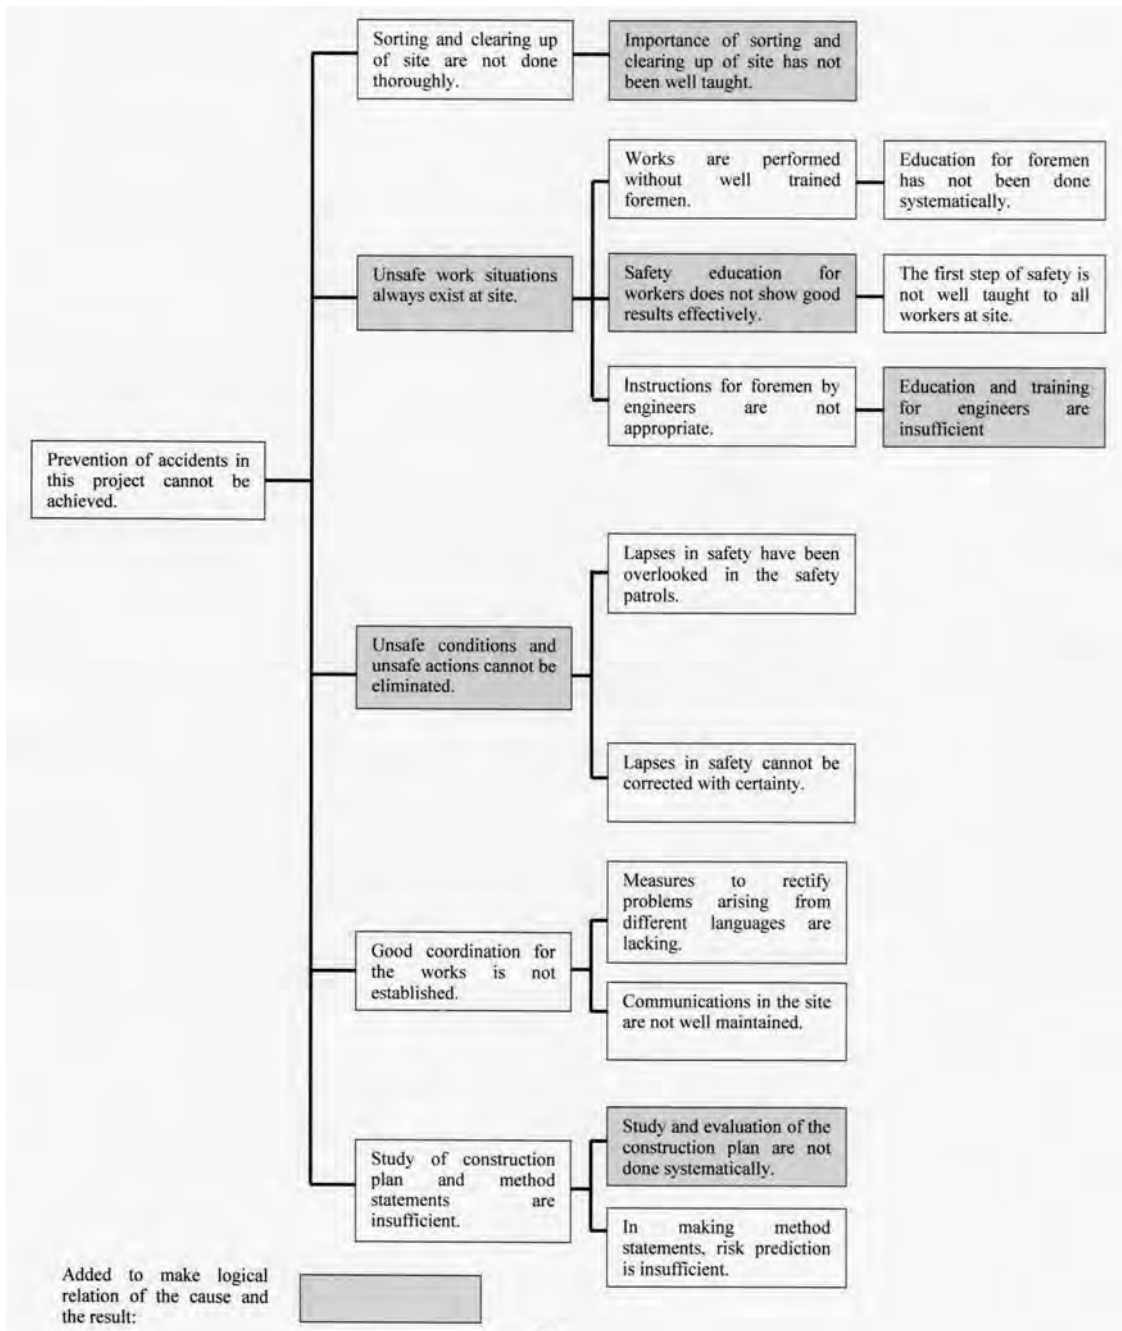 Sorting and clearing up
of site are not done
thoroughly.
Importance of sorting and
clearing up of site has not
been well taught.
Works are performed
without well trained
foremen.
Education for foremen
has not been done
systematically.
Unsafe work situations
always exist at site.
Safety education for
workers does not show good
results effectively.
The first step of safety is
not well taught to all
workers at site.
Instructions for foremen by
engineers are not
appropriate.
Education and training
for engineers are
insufficient
Prevention of accidents in
this project cannot be
achieved.
Lapses in safety have been
overlooked in the safety
patrols.
Unsafe conditions and
unsafe actions cannot be
eliminated.
Lapses in safety cannot be
corrected with certainty.
Measures to rectify
problems arising from
different languages are
lacking.
Good coordination for
the works is not
established.
Communications in the site
are not well maintained.
Study and evaluation of the
construction plan are not
done systematically.
Study of construction
plan and method
statements are
insufficient.
In making method
statements, risk prediction
is insufficient.
Added to make logical
relation of the cause and
the result: